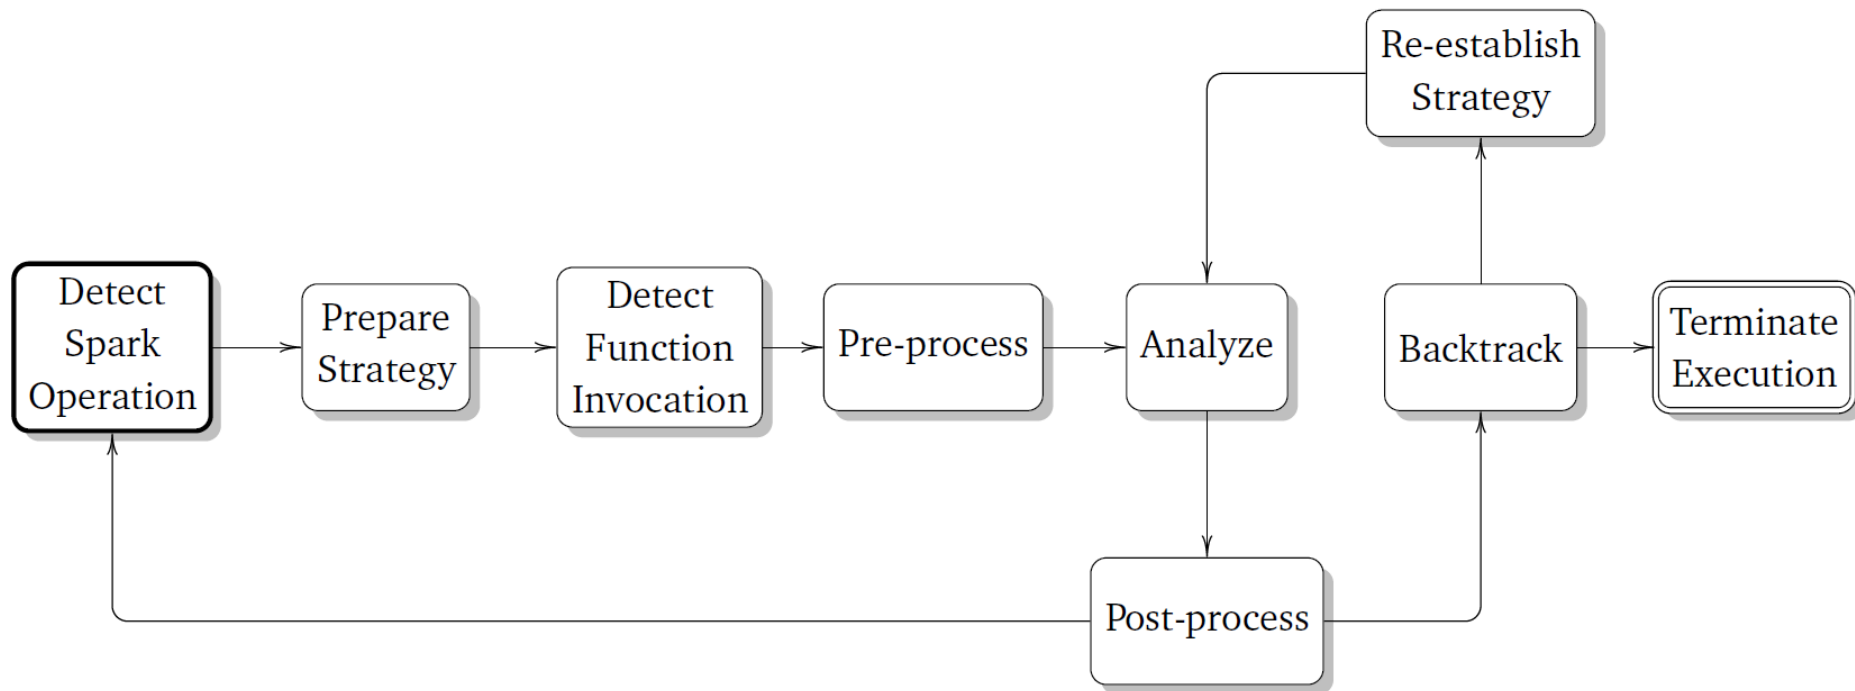 Re-establish
Strategy
Detect
Spark
Operation
Prepare
Strategy
Detect
Function
Invocation
Pre-process
Analyze
Backtrack
Terminate
Execution
Post-process